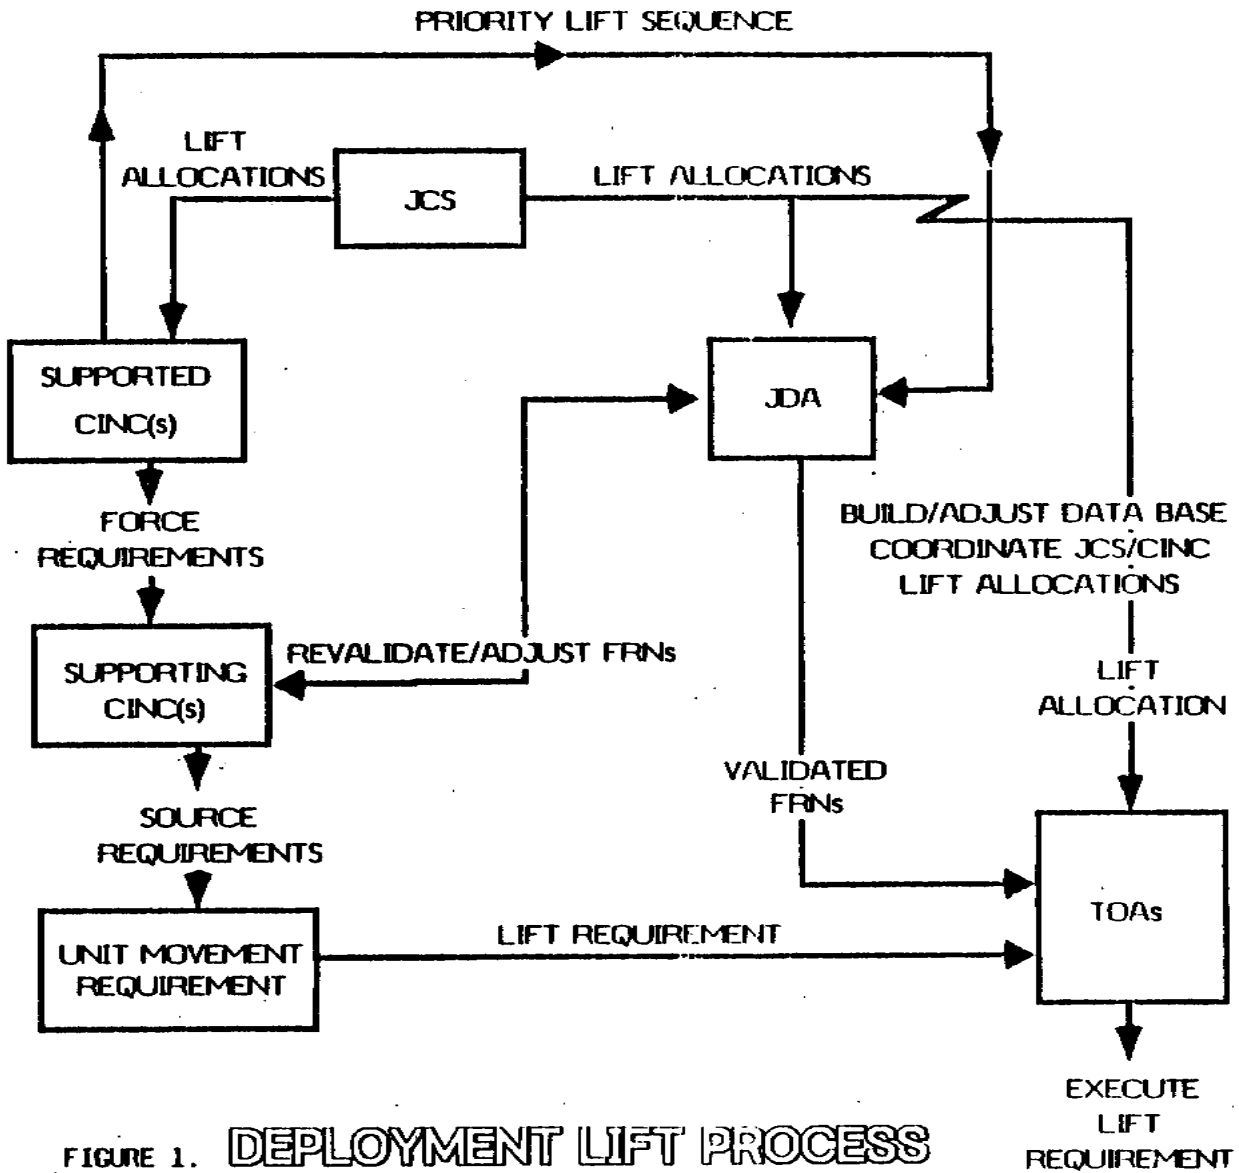 PRIORITY LIFT SEQUENCE
LIFT
ALLOCATIONS
JCS
LIFT ALLOCATIONS
SUPPORTED
CINC(s)
JDA
FORCE
REQUIREMENTS
BUILD/ADJUST DATA BASE
COORDINATE JCS/CINC
LIFT ALLOCATIONS
SUPPORTING
CINC(s)
REVALIDATE/ADJUST FRNs
LIFT
ALLOCATION
VALIDATED
FRNs
SOURCE
REQUIREMENTS
UNIT MOVEMENT
REQUIREMENT
LIFT REQUIREMENT
TOAs
EXECUTE
LIFT
REQUIREMENT
FIGURE 1. DEPLOYMENT LIFT PROCESS